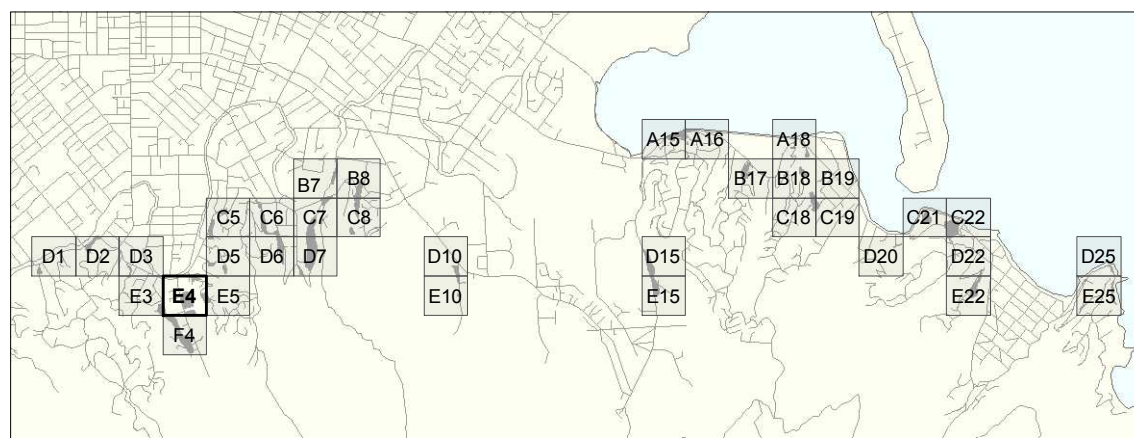 A15 A16 A18
B7 B8 B17 B18 B19
C5 C6 C7 C8 C18 C19 C21 C22
D1 D2 D3 D5 D6 D7 D10 D15 D20 D22 D25
E3 E4 E5 E10 E15 E22 E25
F4